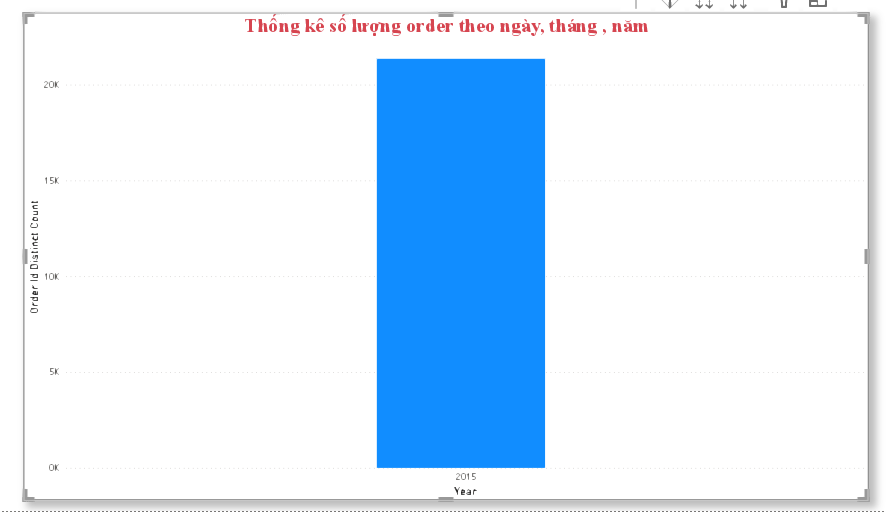 Thống kê số lượng order theo ngày, tháng , năm
20K
15K
10K
5K
0K
Order Id Distinct Count
2015
Year